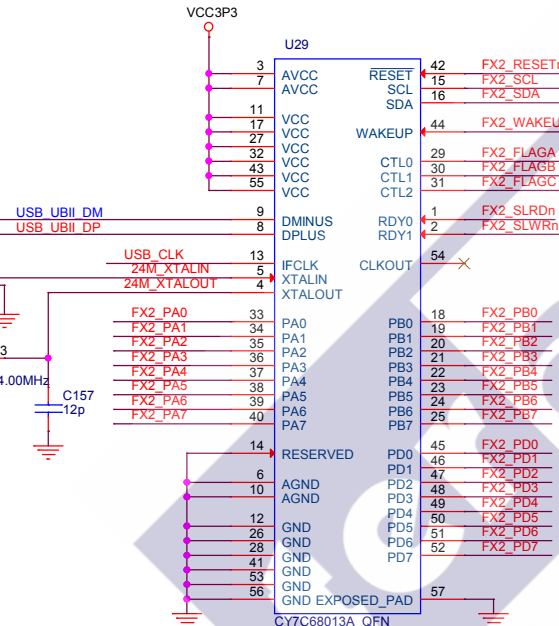 VCC3P3
U29
3 AVCC RESET 42 FX2_RESETn
7 AVCC SCL 15 FX2_SCL
SDA 16 FX2_SDA
11 VCC
17 VCC WAKEUP 44 FX2_WAKEU
27 VCC
32 VCC CTL0 29 FX2_FLAGA
43 VCC CTL1 30 FX2_FLAGB
55 VCC CTL2 31 FX2_FLAGC
USB_UBII_DM 9 DMINUS RDY0 1 FX2_SLRDn
USB_UBII_DP 8 DPLUS RDY1 2 FX2_SLWRn
USB_CLK 13 IFCLK CLKOUT 54
24M_XTALIN 5 XTALIN
24M_XTALOUT 4 XTALOUT
FX2_PA0 33 PA0 PB0 18 FX2_PB0
FX2_PA1 34 PA1 PB1 19 FX2_PB1
FX2_PA2 35 PA2 PB2 20 FX2_PB2
FX2_PA3 36 PA3 PB3 21 FX2_PB3
FX2_PA4 37 PA4 PB4 22 FX2_PB4
FX2_PA5 38 PA5 PB5 23 FX2_PB5
FX2_PA6 39 PA6 PB6 24 FX2_PB6
FX2_PA7 40 PA7 PB7 25 FX2_PB7
3
4.00MHz
C157
12p
14 RESERVED PD0 45 FX2_PD0
PD1 46 FX2_PD1
6 AGND PD2 47 FX2_PD2
10 AGND PD3 48 FX2_PD3
PD4 49 FX2_PD4
12 GND PD5 50 FX2_PD5
26 GND PD6 51 FX2_PD6
28 GND PD7 52 FX2_PD7
41 GND
53 GND
56 GND EXPOSED_PAD 57
CY7C68013A_QFN